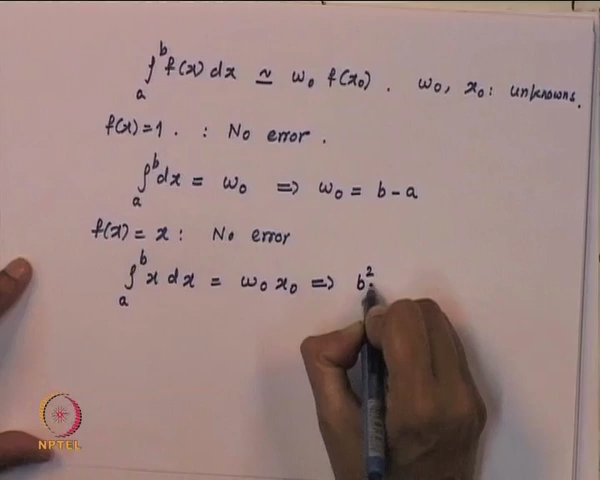 ∫ₐᵇ f(x) dx ≃ w₀ f(x₀) . w₀, x₀ : unknowns.
f(x)=1 . : No error .
∫ₐᵇ dx = w₀ ⟹ w₀ = b - a
f(x) = x : No error
∫ₐᵇ x dx = w₀ x₀ ⟹ b²
NPTEL